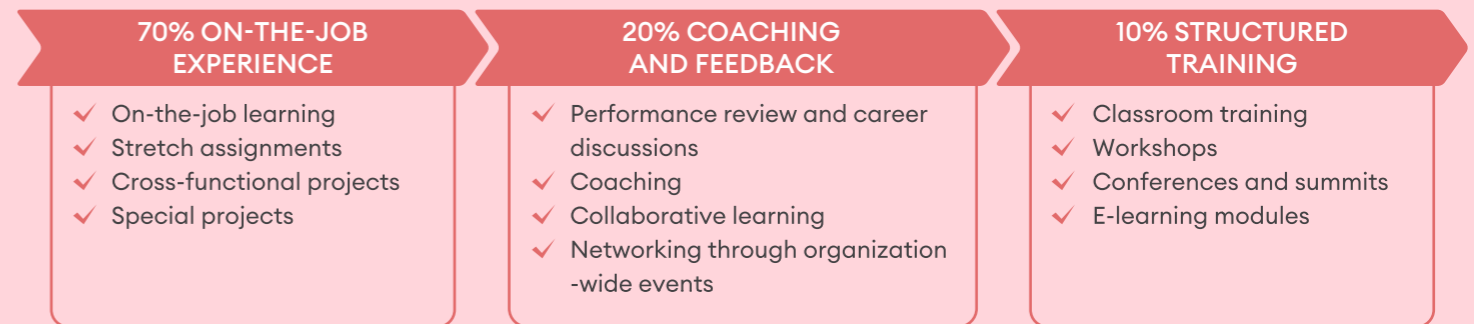 70% ON-THE-JOB
EXPERIENCE
On-the-job learning
Stretch assignments
Cross-functional projects
Special projects
20% COACHING
AND FEEDBACK
Performance review and career
discussions
Coaching
Collaborative learning
Networking through organization
-wide events
10% STRUCTURED
TRAINING
Classroom training
Workshops
Conferences and summits
E-learning modules